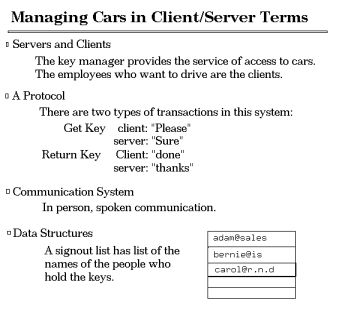 Managing Cars in Client/Server Terms
Servers and Clients
The key manager provides the service of access to cars.
The employees who want to drive are the clients.
A Protocol
There are two types of transactions in this system:
Get Key client: "Please"
server: "Sure"
Return Key Client: "done"
server: "thanks"
Communication System
In person, spoken communication.
Data Structures
A signout list has list of the
names of the people who
hold the keys.
adam@sales
bernie@is
carol@r.n.d